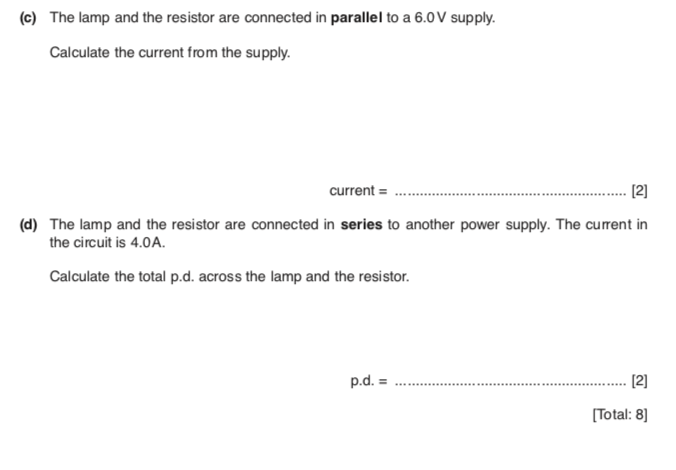 (c) The lamp and the resistor are connected in parallel to a 6.0 V supply.
Calculate the current from the supply.
current = .......................................................... [2]
(d) The lamp and the resistor are connected in series to another power supply. The current in
the circuit is 4.0 A.
Calculate the total p.d. across the lamp and the resistor.
p.d. = .......................................................... [2]
[Total: 8]